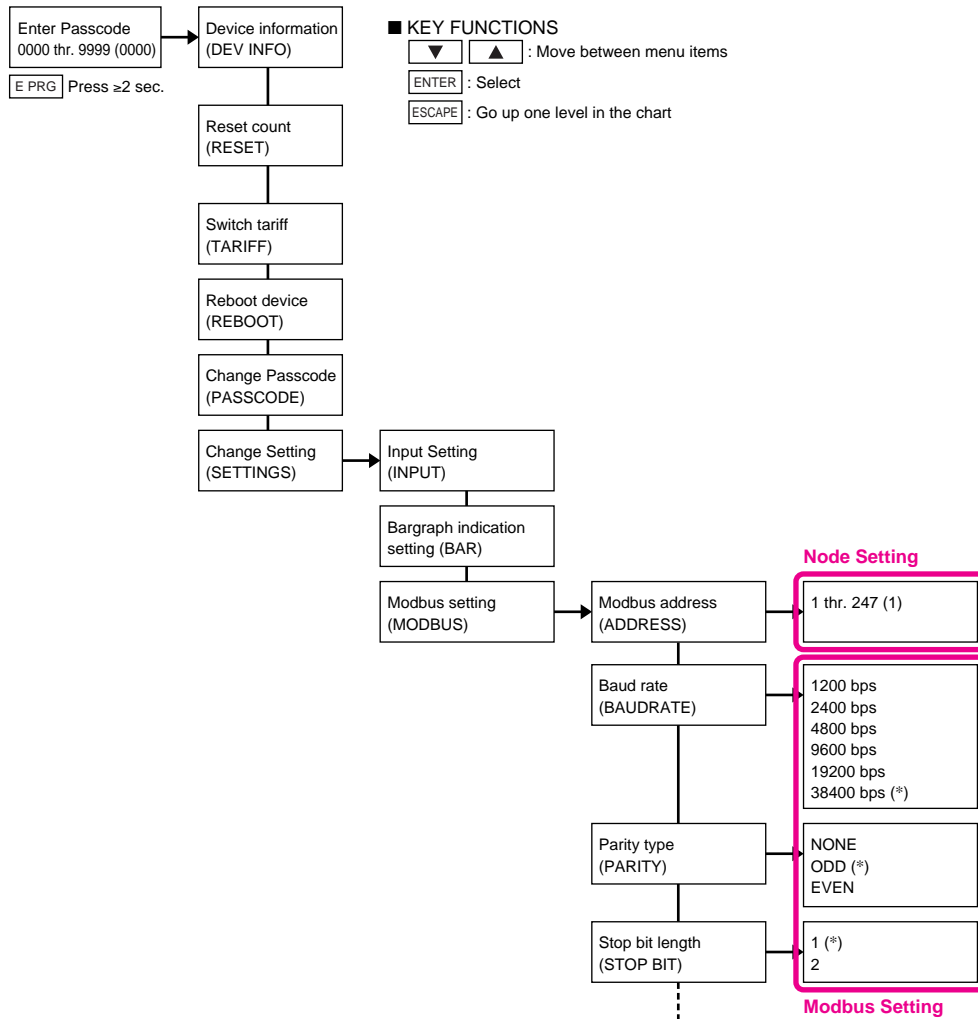 Enter Passcode
0000 thr. 9999 (0000)
E PRG Press ≥2 sec.
Device information
(DEV INFO)
■ KEY FUNCTIONS
▼ ▲ : Move between menu items
ENTER : Select
ESCAPE : Go up one level in the chart
Reset count
(RESET)
Switch tariff
(TARIFF)
Reboot device
(REBOOT)
Change Passcode
(PASSCODE)
Change Setting
(SETTINGS)
Input Setting
(INPUT)
Bargraph indication
setting (BAR)
Modbus setting
(MODBUS)
Node Setting
Modbus address
(ADDRESS)
1 thr. 247 (1)
Baud rate
(BAUDRATE)
1200 bps
2400 bps
4800 bps
9600 bps
19200 bps
38400 bps (*)
Parity type
(PARITY)
NONE
ODD (*)
EVEN
Stop bit length
(STOP BIT)
1 (*)
2
Modbus Setting